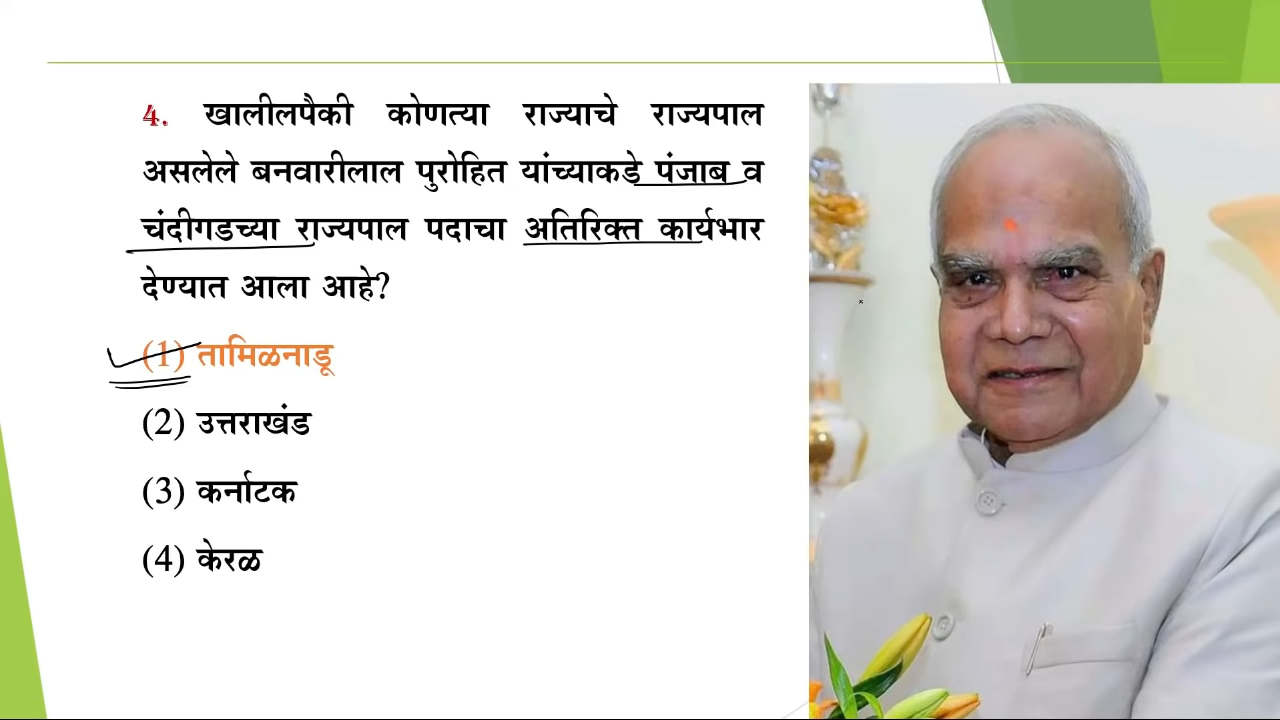 4. खालीलपैकी कोणत्या राज्याचे राज्यपाल
असलेले बनवारीलाल पुरोहित यांच्याकडे पंजाब व
चंदीगडच्या राज्यपाल पदाचा अतिरिक्त कार्यभार
देण्यात आला आहे?
(1) तामिळनाडू
(2) उत्तराखंड
(3) कर्नाटक
(4) केरळ